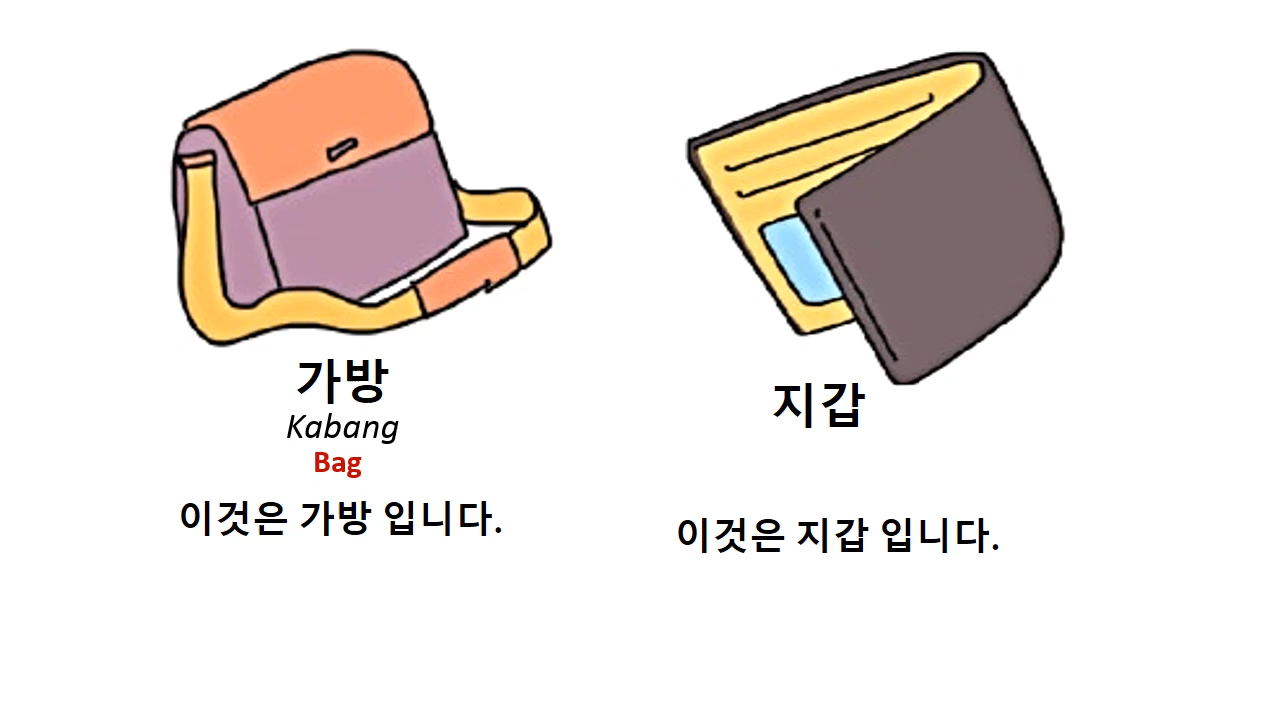 가방
Kabang
Bag
이것은 가방 입니다.
지갑
이것은 지갑 입니다.